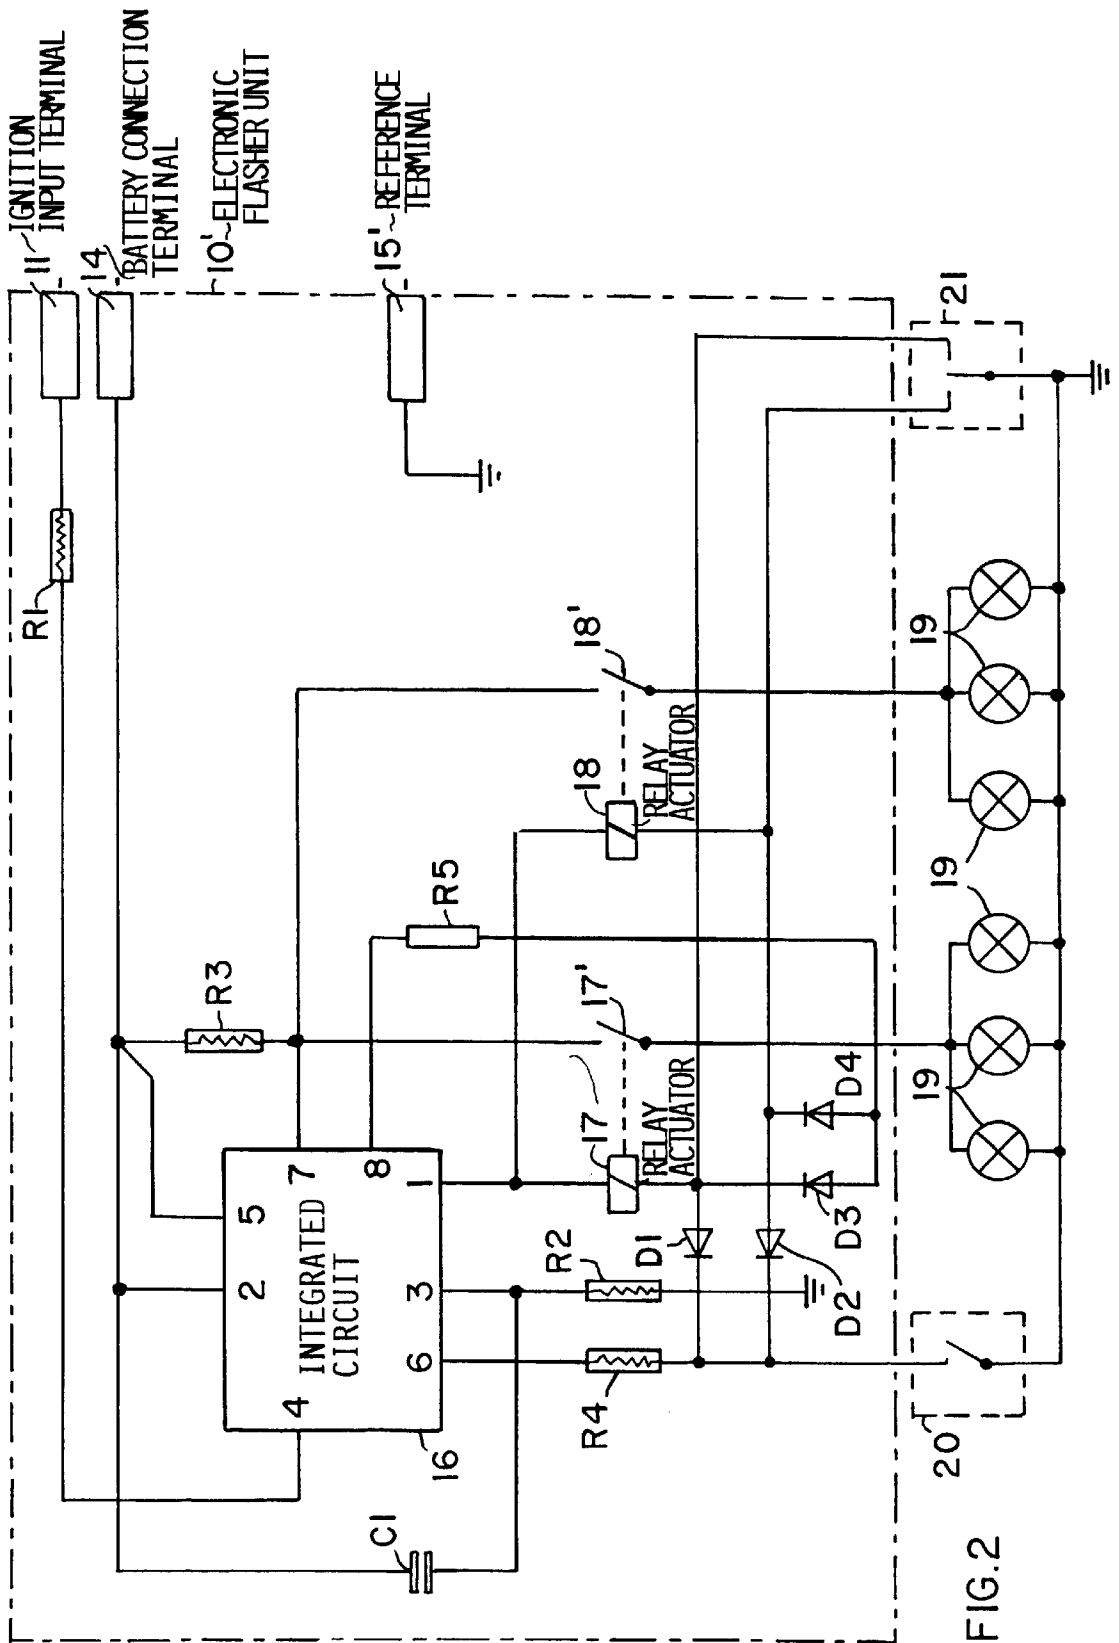 11 IGNITION
INPUT TERMINAL
14 BATTERY CONNECTION
TERMINAL
10' ELECTRONIC
FLASHER UNIT
15' REFERENCE
TERMINAL
R1
R3
R5
C1
4
2
5
INTEGRATED
CIRCUIT
7
8
6
3
1
16
17
17'
RELAY
ACTUATOR
18
18'
RELAY
ACTUATOR
R4
R2
D1
D2
D3
D4
20
19
19
19
19
21
FIG.2